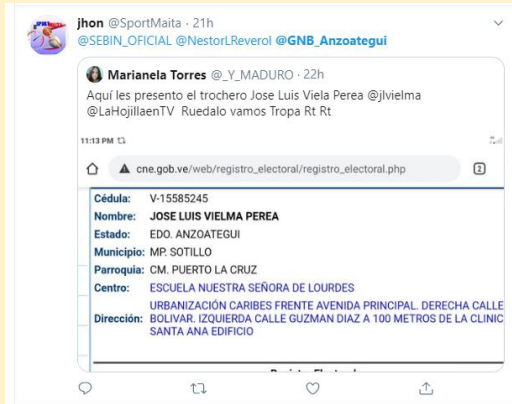 jhon @SportMaita · 21h
@SEBIN_OFICIAL @NestorLReverol @GNB_Anzoategui
Marianela Torres @_Y_MADURO · 22h
Aquí les presento el trochero Jose Luis Viela Perea @jlvielma
@LaHojillaenTV Ruedalo vamos Tropa Rt Rt
11:13 PM
cne.gob.ve/web/registro_electoral/registro_electoral.php
2
Cédula: V-15585245
Nombre: JOSE LUIS VIELMA PEREA
Estado: EDO. ANZOATEGUI
Municipio: MP. SOTILLO
Parroquia: CM. PUERTO LA CRUZ
Centro: ESCUELA NUESTRA SEÑORA DE LOURDES
URBANIZACIÓN CARIBES FRENTE AVENIDA PRINCIPAL. DERECHA CALLE
Dirección: BOLIVAR. IZQUIERDA CALLE GUZMAN DIAZ A 100 METROS DE LA CLINIC
SANTA ANA EDIFICIO